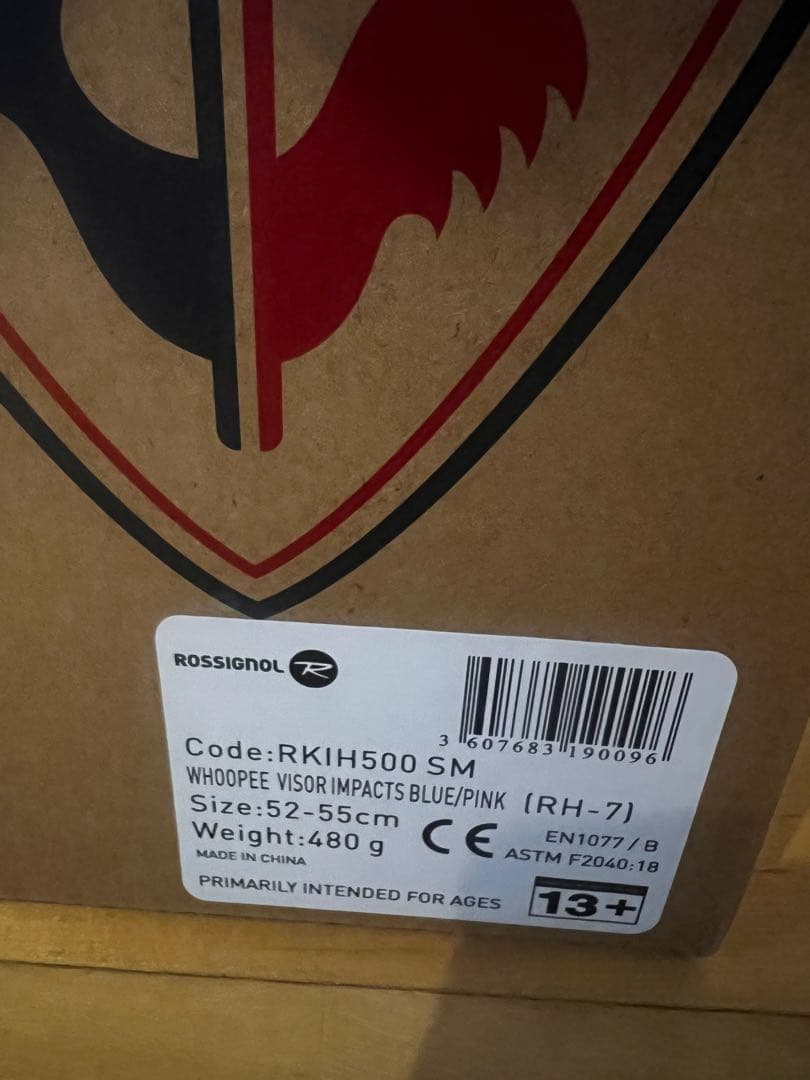 ROSSIGNOL R
3 607683 190096
Code:RKIH500 SM
WHOOPEE VISOR IMPACTS BLUE/PINK (RH-7)
Size:52-55cm
Weight:480 g
CE
EN1077 / B
ASTM F2040:18
MADE IN CHINA
PRIMARILY INTENDED FOR AGES 13+